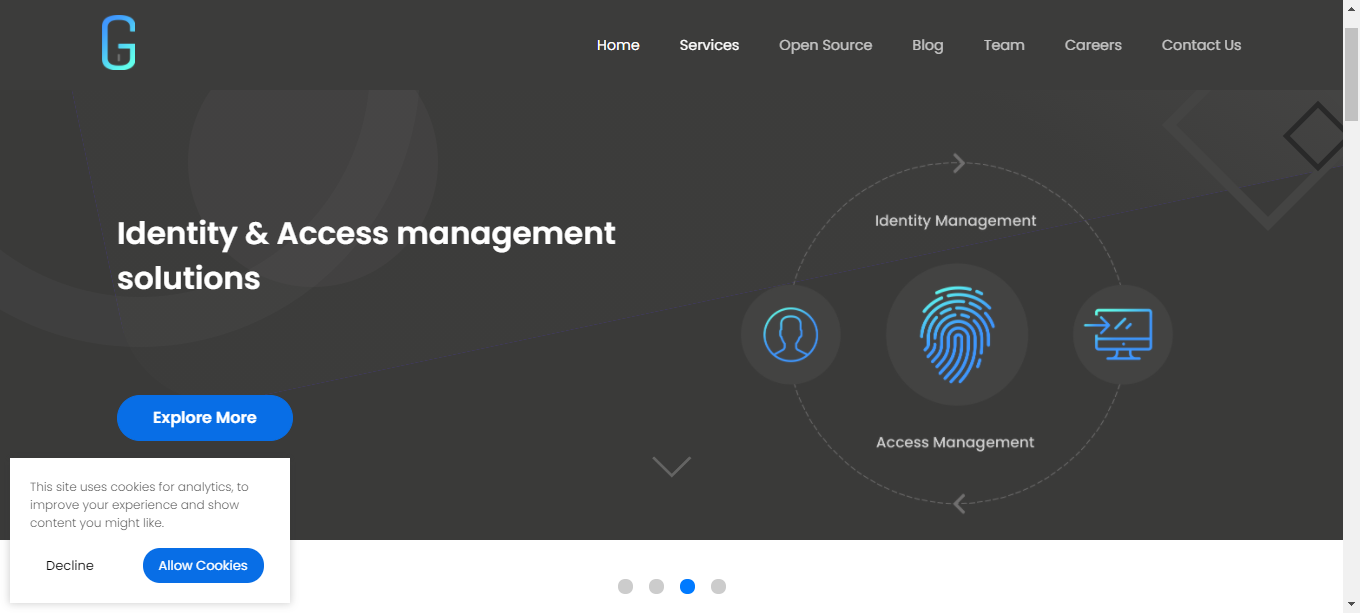 G
Home Services Open Source Blog Team Careers Contact Us
Identity & Access management
solutions
Explore More
Identity Management
Access Management
This site uses cookies for analytics, to
improve your experience and show
content you might like.
Decline Allow Cookies